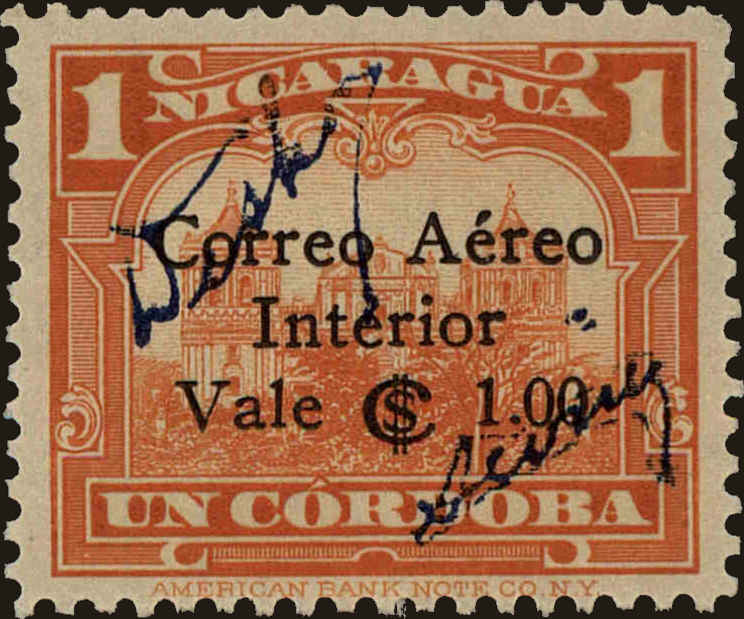 1 NICARAGUA 1
Correo Aéreo
Interior
Vale C$ 1.00
UN CÓRDOBA
AMERICAN BANK NOTE CO. N.Y.